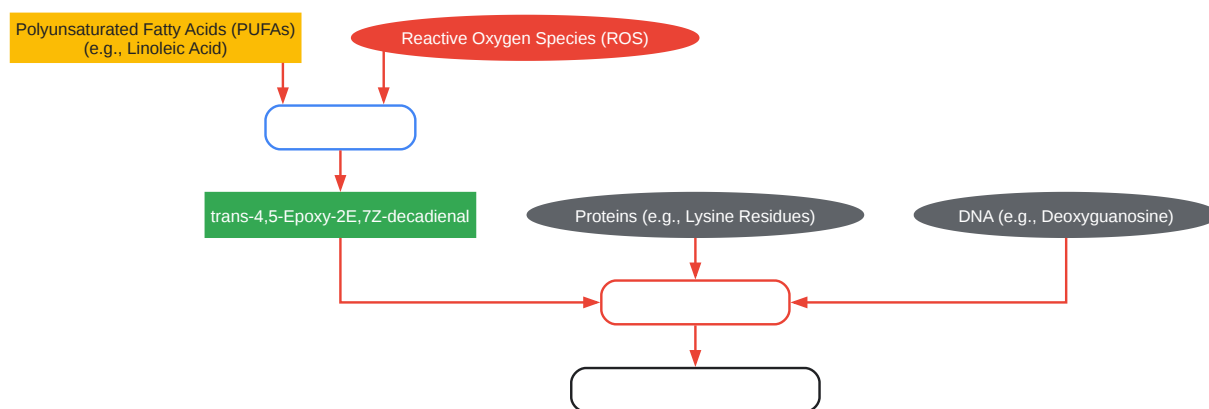 Polyunsaturated Fatty Acids (PUFAs)
(e.g., Linoleic Acid)
Reactive Oxygen Species (ROS)
trans-4,5-Epoxy-2E,7Z-decadienal
Proteins (e.g., Lysine Residues)
DNA (e.g., Deoxyguanosine)